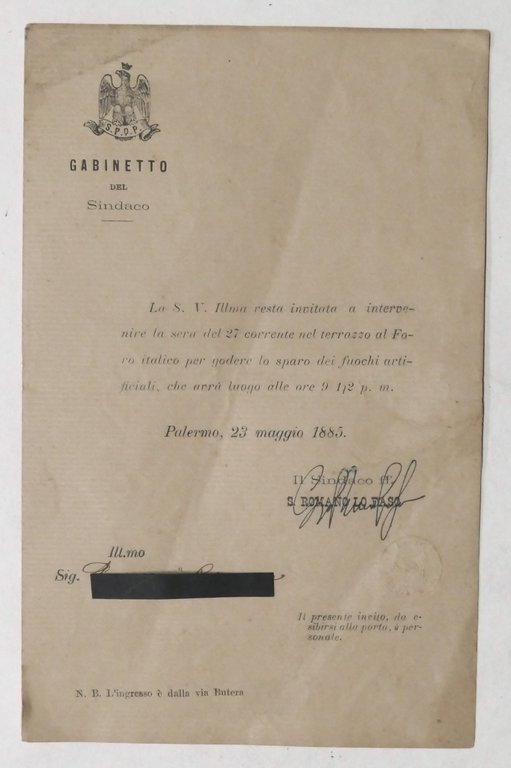 S.P.Q.P.
GABINETTO
DEL
Sindaco
La S. V. Illma resta invitata a interve-
nire la sera del 27 corrente nel terrazzo al Fo-
ro italico per godere lo sparo dei fuochi arti-
ficiali, che avrà luogo alle ore 9 1/2 p. m.
Palermo, 23 maggio 1885.
Il Sindaco ff.
S. ROMANO LO FASO
Ill.mo
Sig.
Il presente invito, da e-
sibirsi alla porta, è per-
sonale.
N. B. L'ingresso è dalla via Butera